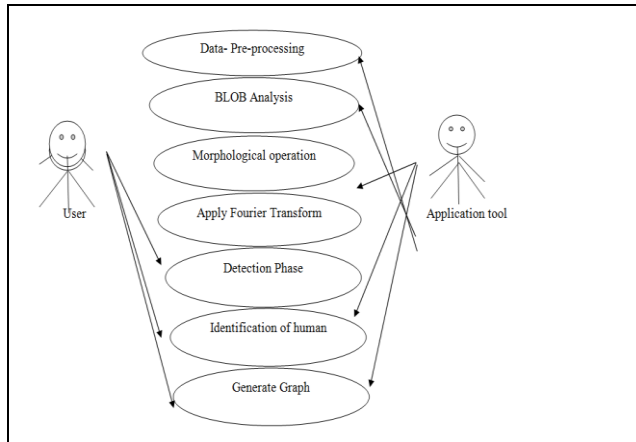 Data- Pre-processing
BLOB Analysis
Morphological operation
User
Apply Fourier Transform
Application tool
Detection Phase
Identification of human
Generate Graph